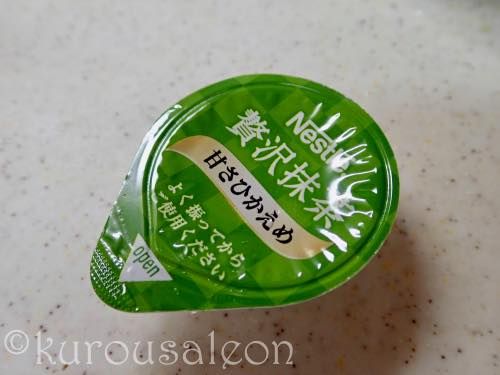 Nestlé
贅沢抹茶
甘さひかえめ
よく振ってから、
ご使用ください。
open
©kurousaleon